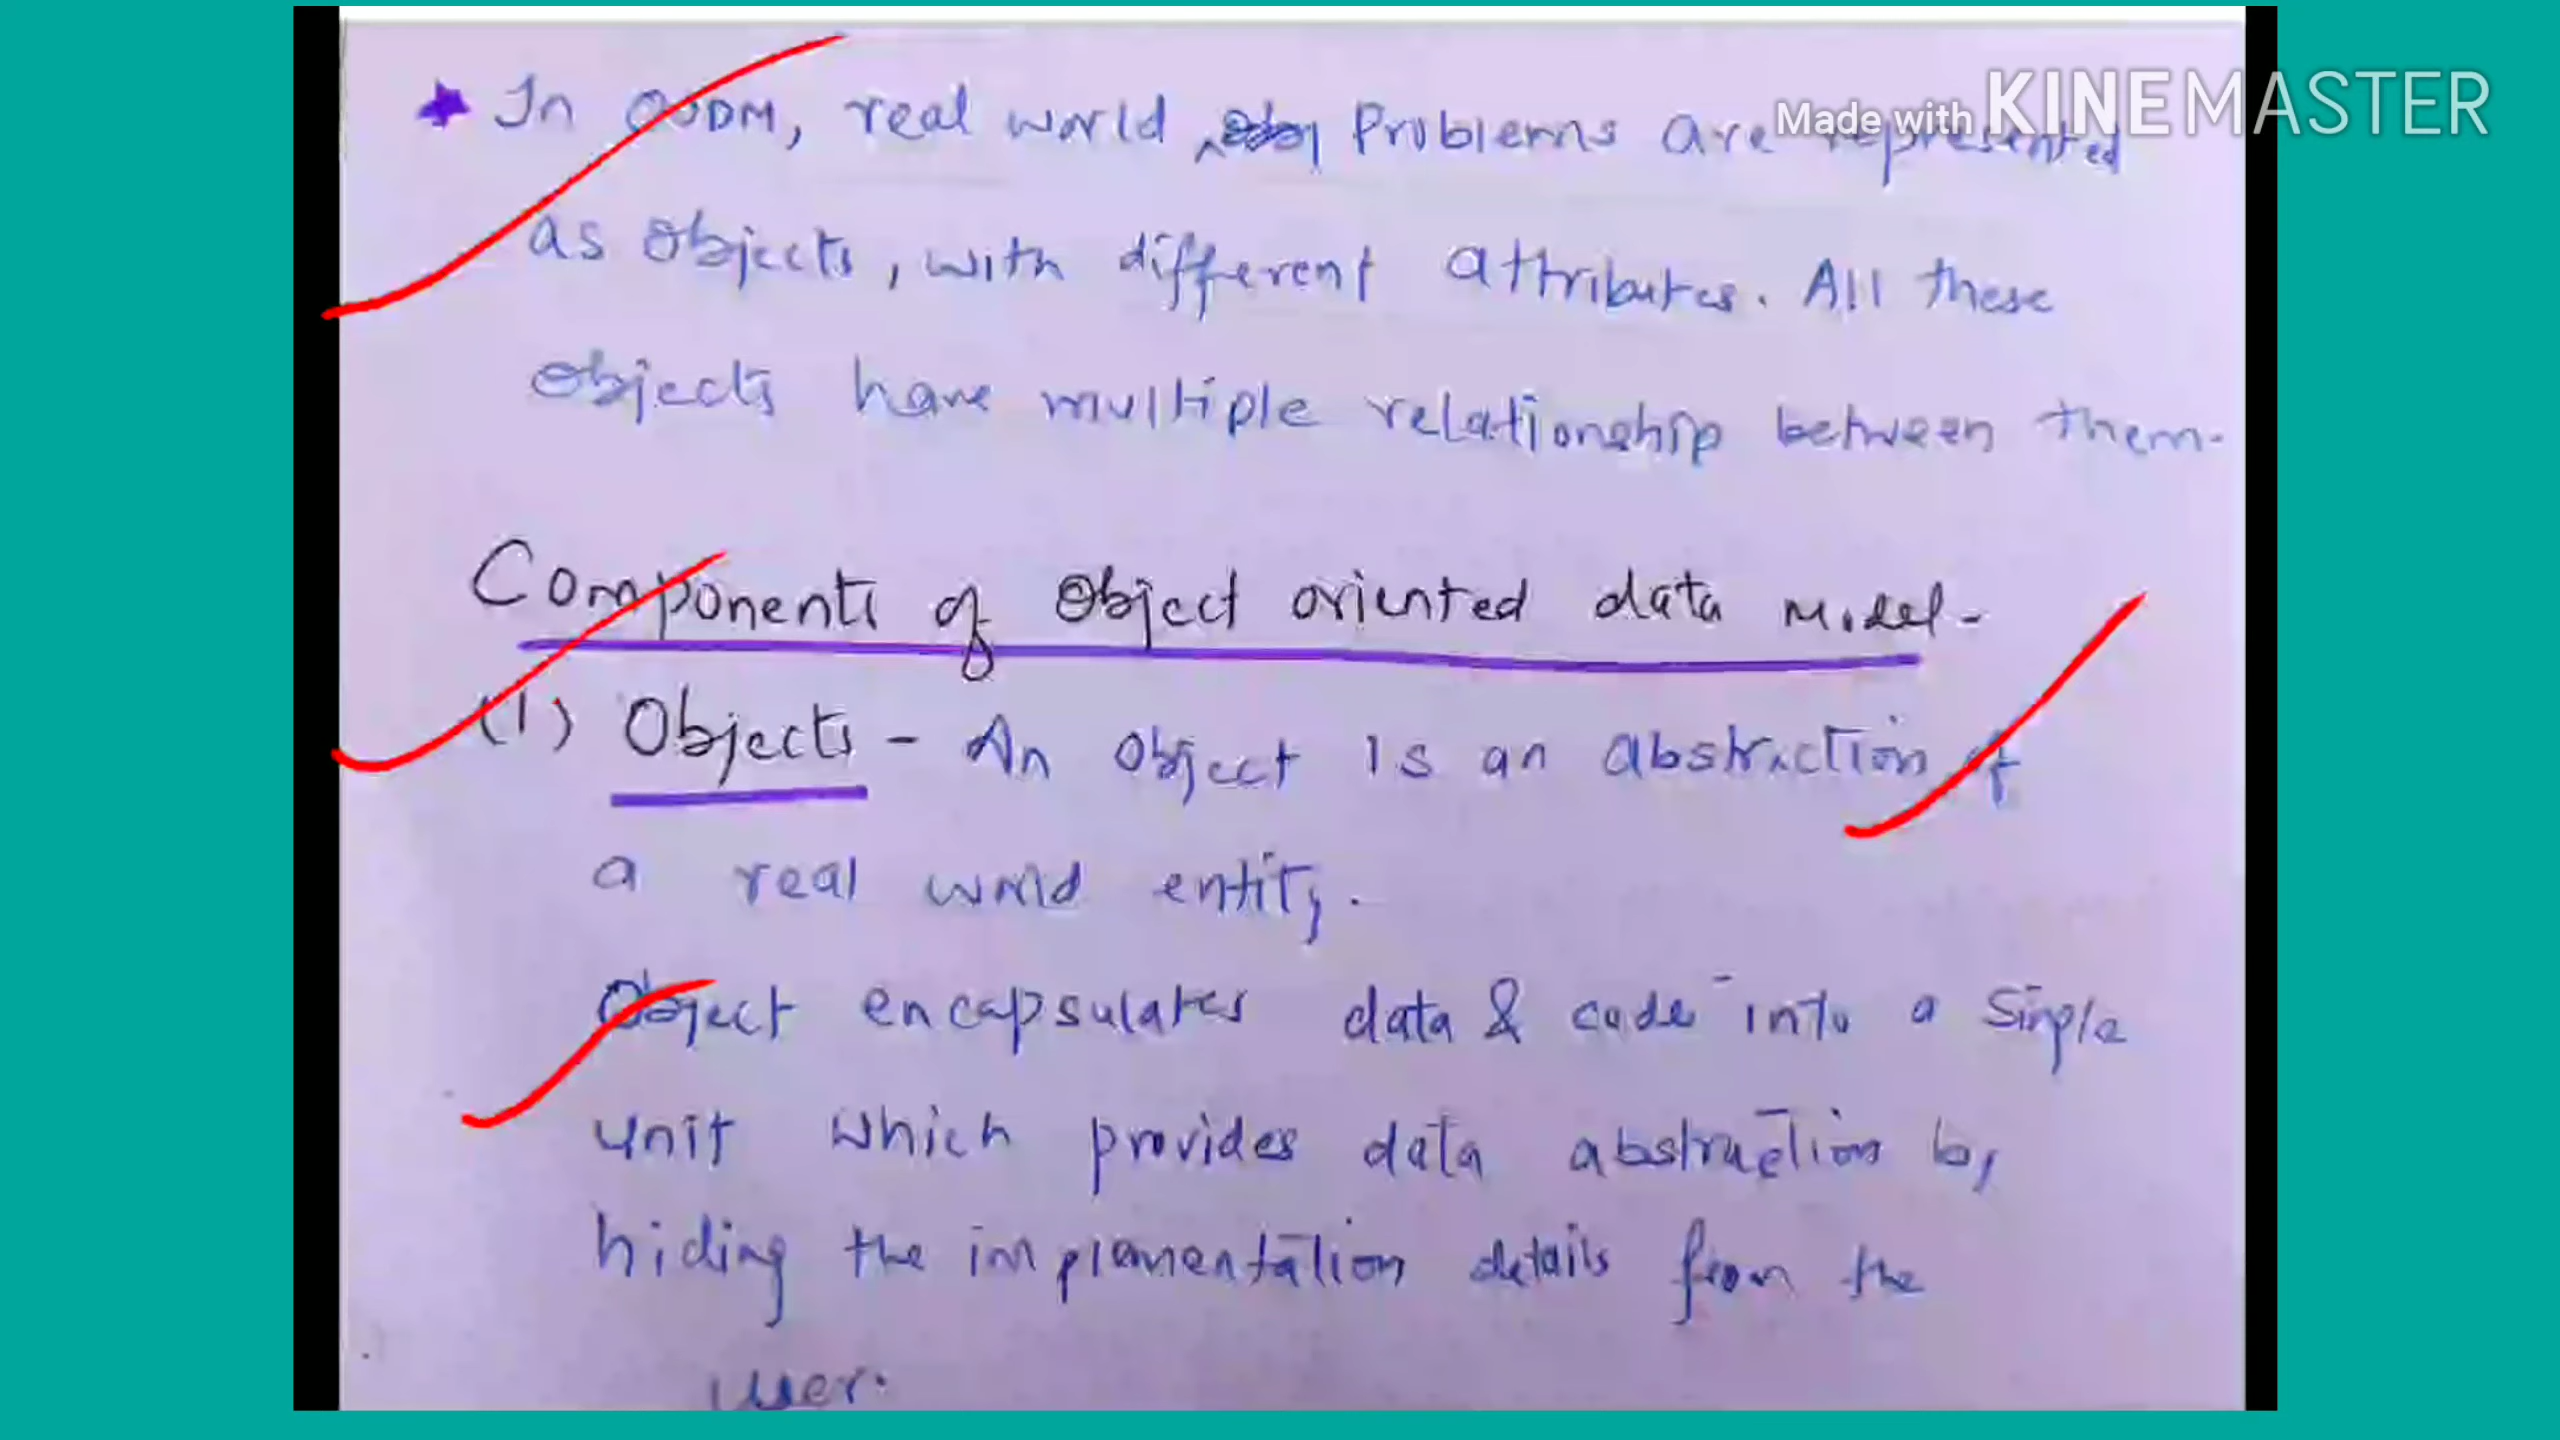 Made with KINEMASTER
★ In OODM, real world Problems are represented
as objects, with different attributes. All these
objects have multiple relationship between them.
Components of object oriented data model-
(1) Objects - An object is an abstraction of
a real world entity.
Object encapsulates data & code into a
unit which provides data abstraction by
hiding the implementation details from the
user.